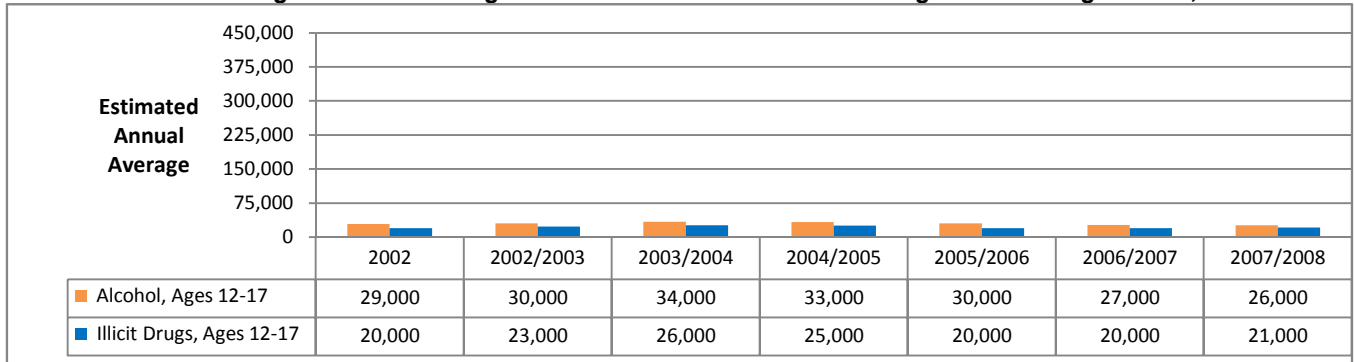 450,000
375,000
300,000
225,000
150,000
75,000
0
Estimated
Annual
Average
2002 2002/2003 2003/2004 2004/2005 2005/2006 2006/2007 2007/2008
Alcohol, Ages 12-17 29,000 30,000 34,000 33,000 30,000 27,000 26,000
Illicit Drugs, Ages 12-17 20,000 23,000 26,000 25,000 20,000 20,000 21,000